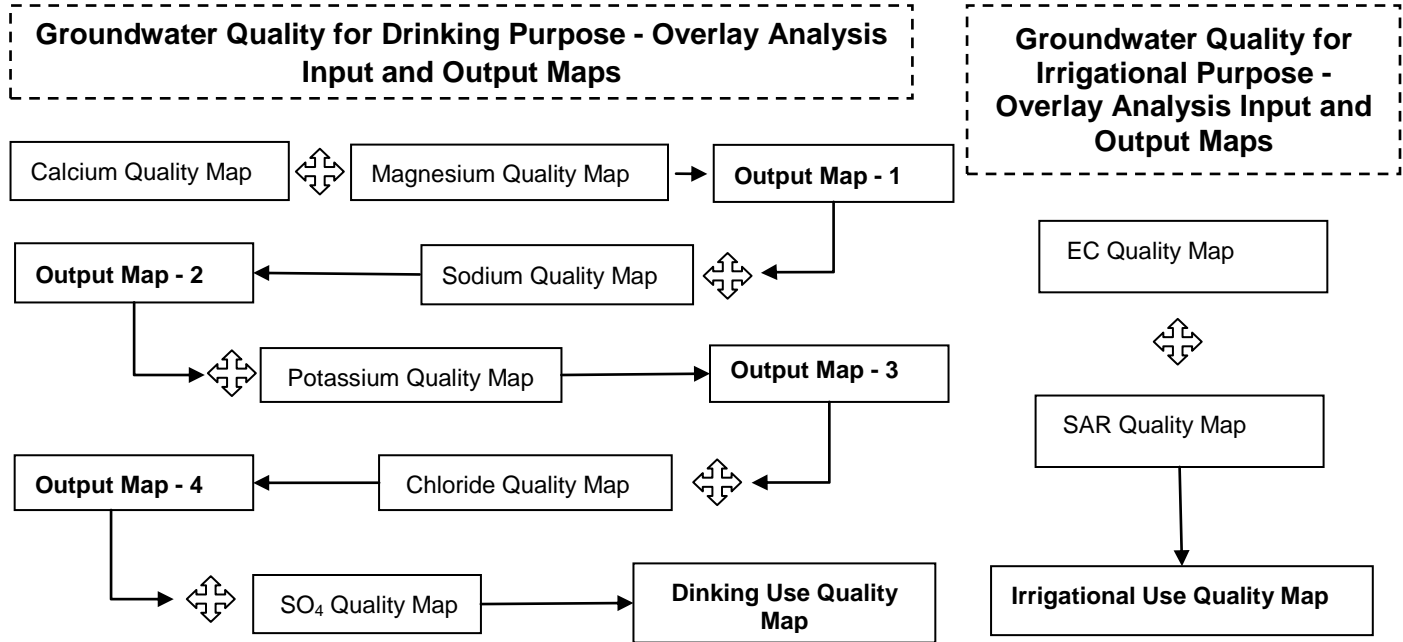 Groundwater Quality for Drinking Purpose - Overlay Analysis
Input and Output Maps
Groundwater Quality for
Irrigational Purpose -
Overlay Analysis Input and
Output Maps
Calcium Quality Map
Magnesium Quality Map
Output Map - 1
Output Map - 2
Sodium Quality Map
EC Quality Map
Potassium Quality Map
Output Map - 3
SAR Quality Map
Output Map - 4
Chloride Quality Map
SO₄ Quality Map
Dinking Use Quality
Map
Irrigational Use Quality Map